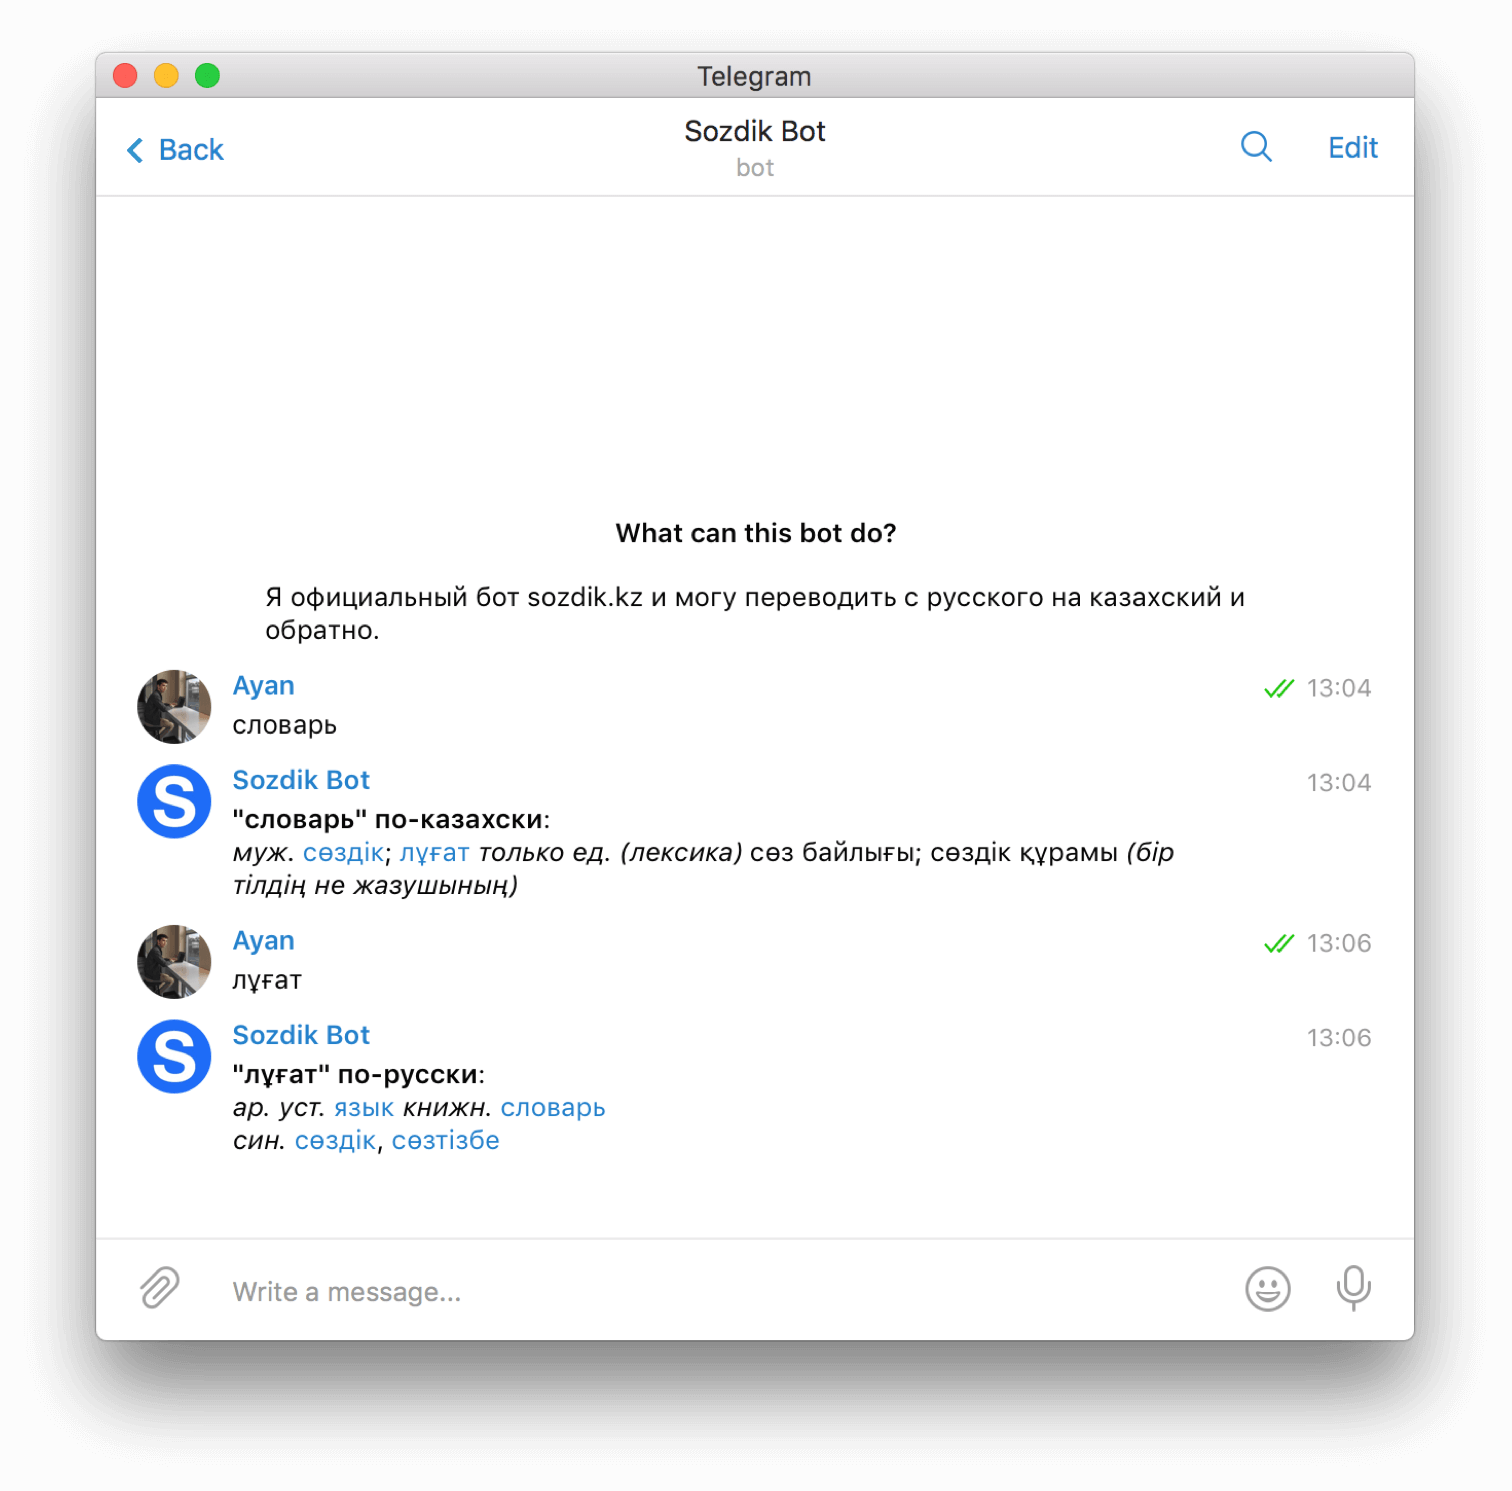 Telegram
Back
Sozdik Bot
bot
Edit
What can this bot do?
Я официальный бот sozdik.kz и могу переводить с русского на казахский и
обратно.
Ayan
13:04
словарь
S
Sozdik Bot
13:04
"словарь" по-казахски:
муж. сөздік; лұғат только ед. (лексика) сөз байлығы; сөздік құрамы (бір
тілдің не жазушының)
Ayan
13:06
лұғат
S
Sozdik Bot
13:06
"лұғат" по-русски:
ар. уст. язык книжн. словарь
син. сөздік, сөзтізбе
Write a message...